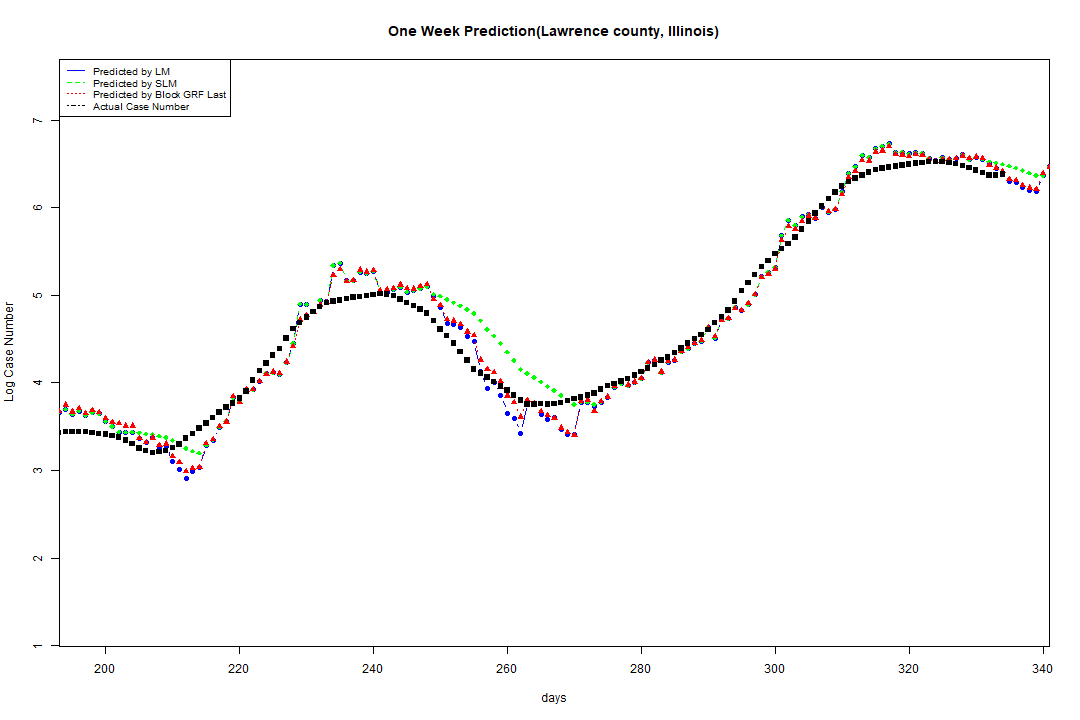 One Week Prediction(Lawrence county, Illinois)
Predicted by LM
Predicted by SLM
Predicted by Block GRF Last
Actual Case Number
Log Case Number
7
6
5
4
3
2
1
200 220 240 260 280 300 320 340
days